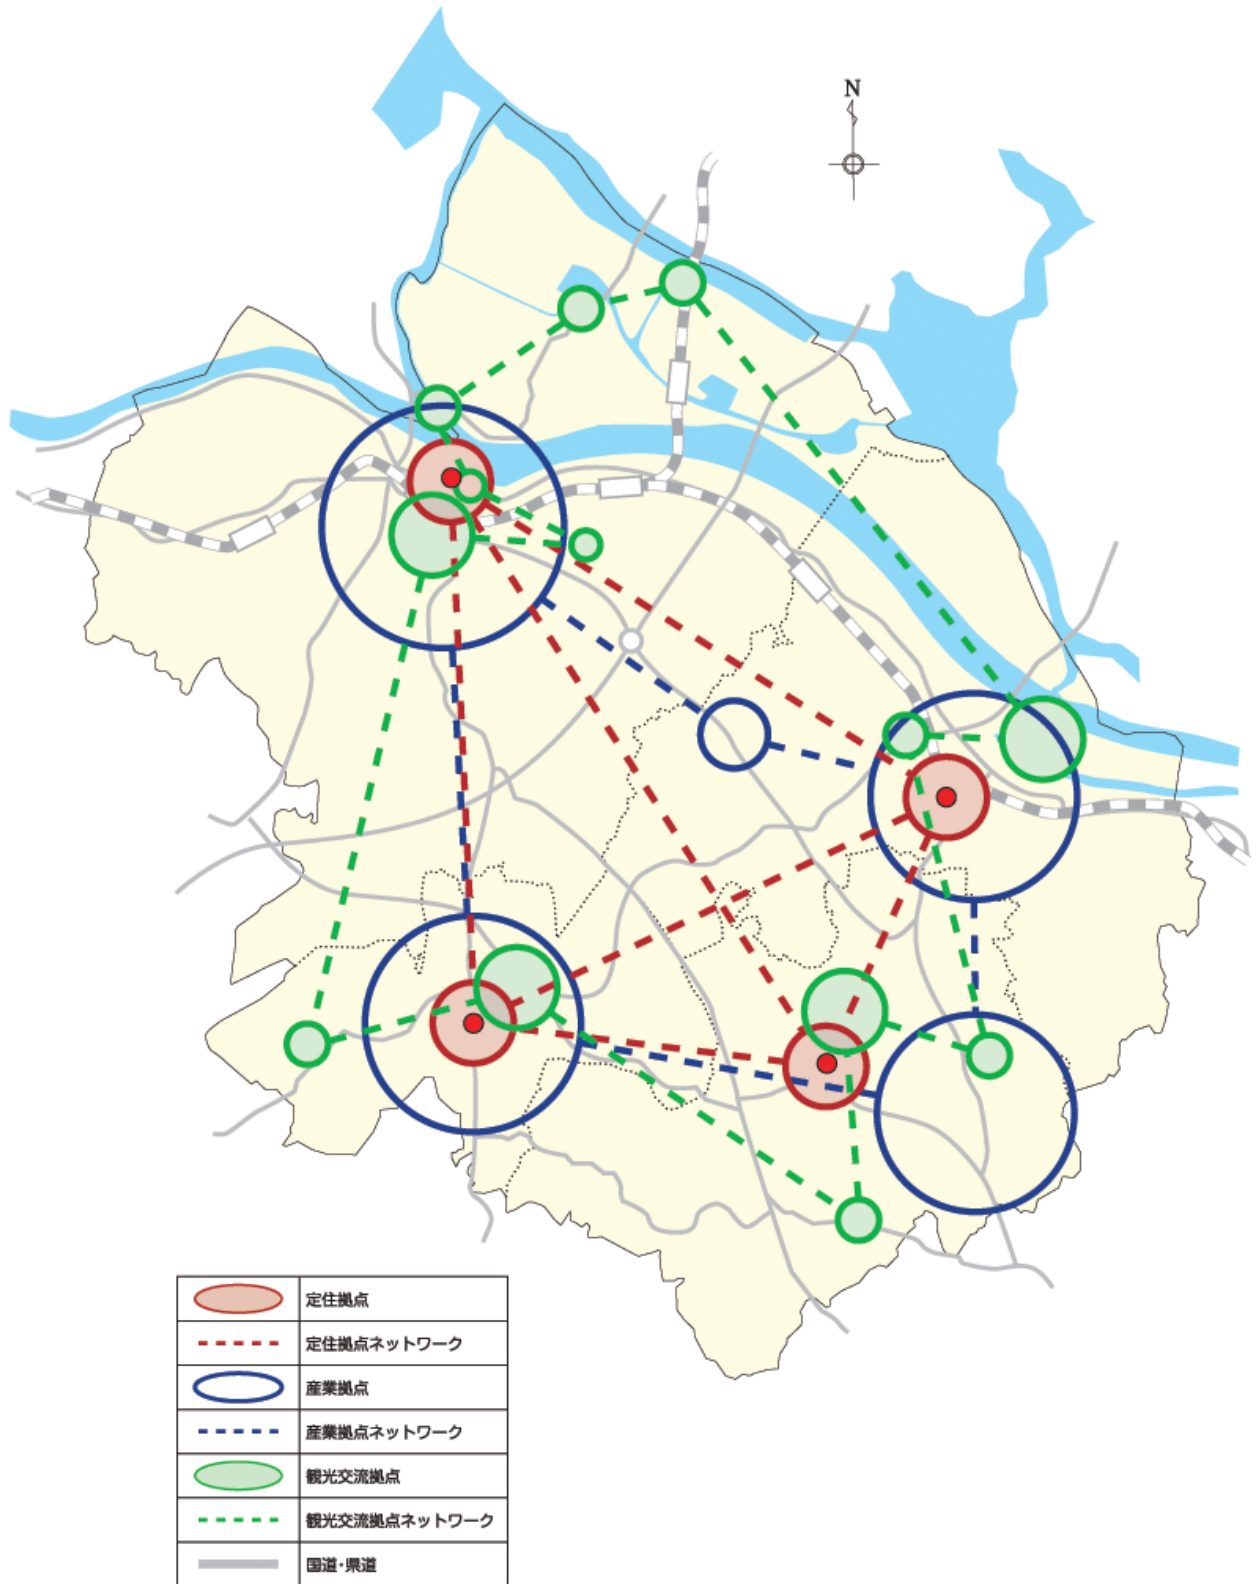 N
定住拠点
定住拠点ネットワーク
産業拠点
産業拠点ネットワーク
観光交流拠点
観光交流拠点ネットワーク
国道・県道